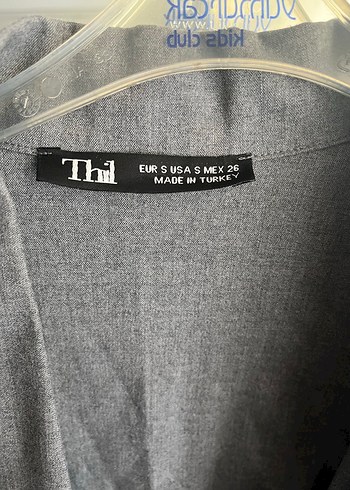 kids club
Thil
EUR S USA S MEX 26
MADE IN TURKEY